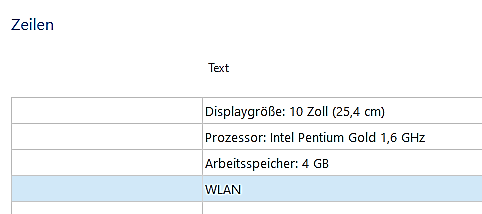 Zeilen
Text
Displaygröße: 10 Zoll (25,4 cm)
Prozessor: Intel Pentium Gold 1,6 GHz
Arbeitsspeicher: 4 GB
WLAN